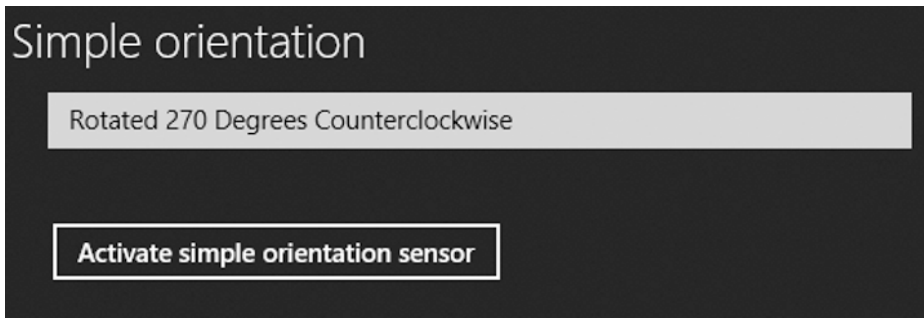 Simple orientation
Rotated 270 Degrees Counterclockwise
Activate simple orientation sensor